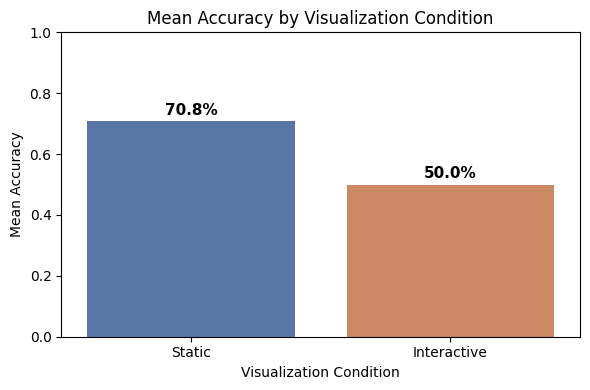 Mean Accuracy by Visualization Condition
1.0
0.8
0.6
0.4
0.2
0.0
Mean Accuracy
70.8%
50.0%
Static
Interactive
Visualization Condition